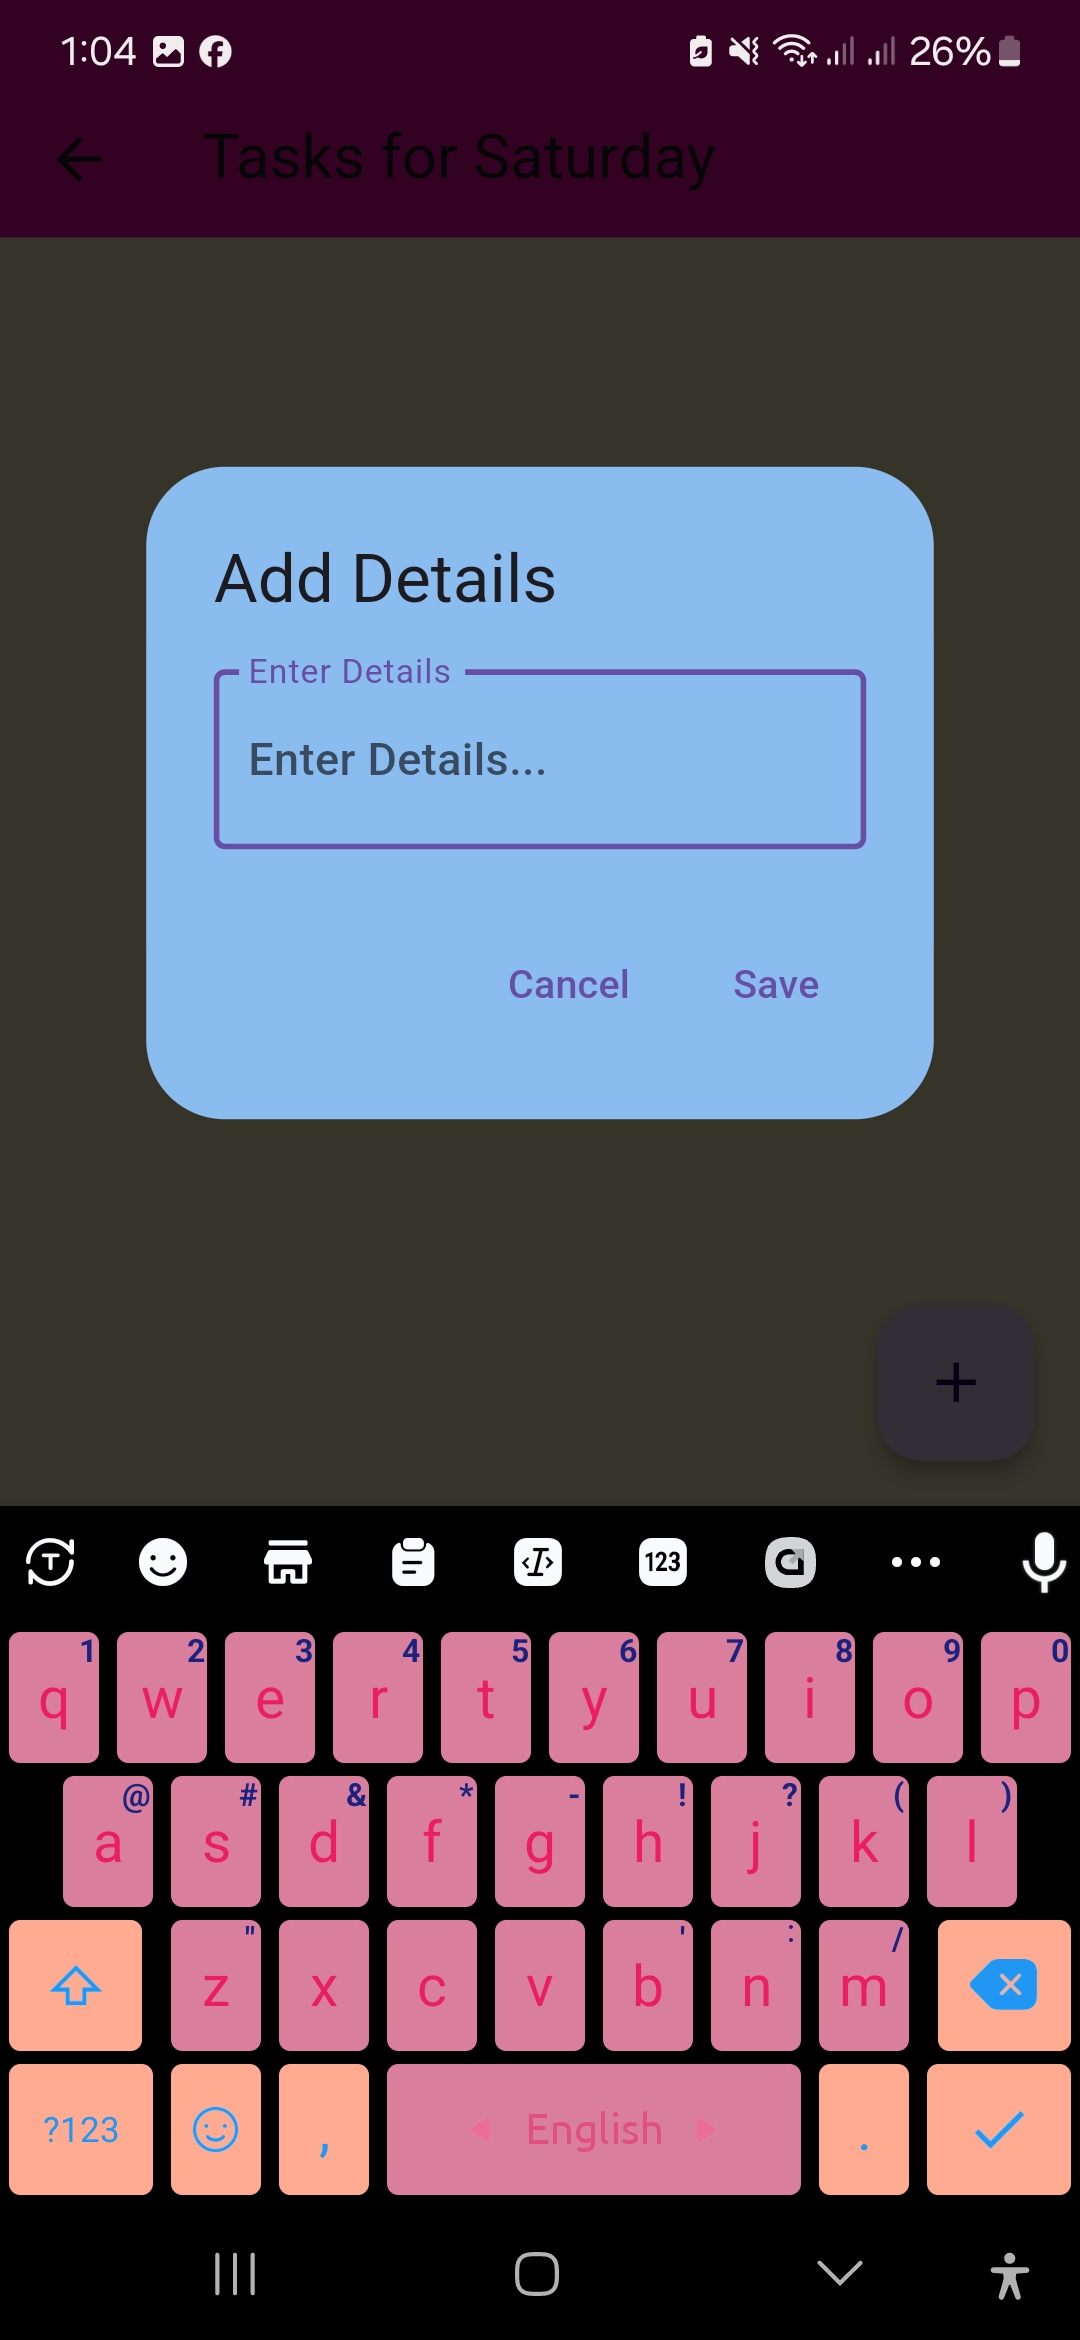 1:04 26%
Tasks for Saturday
Add Details
Enter Details
Enter Details...
Cancel Save
T 123
1 2 3 4 5 6 7 8 9 0
q w e r t y u i o p
@ # & * - ! ? ( )
a s d f g h j k l
" ' : /
z x c v b n m
?123 , English .